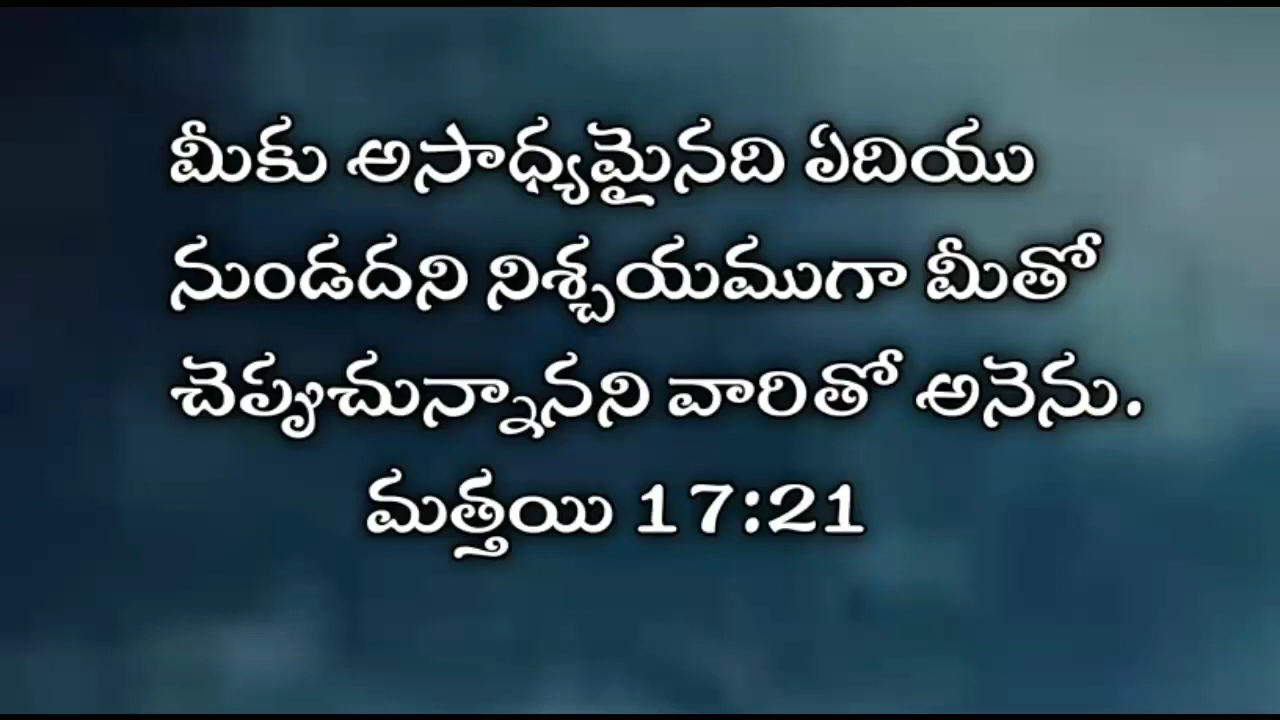 మీకు అసాధ్యమైనది ఏదియు
నుండదని నిశ్చయముగా మీతో
చెప్పుచున్నానని వారితో అనెను.
మత్తయి 17:21